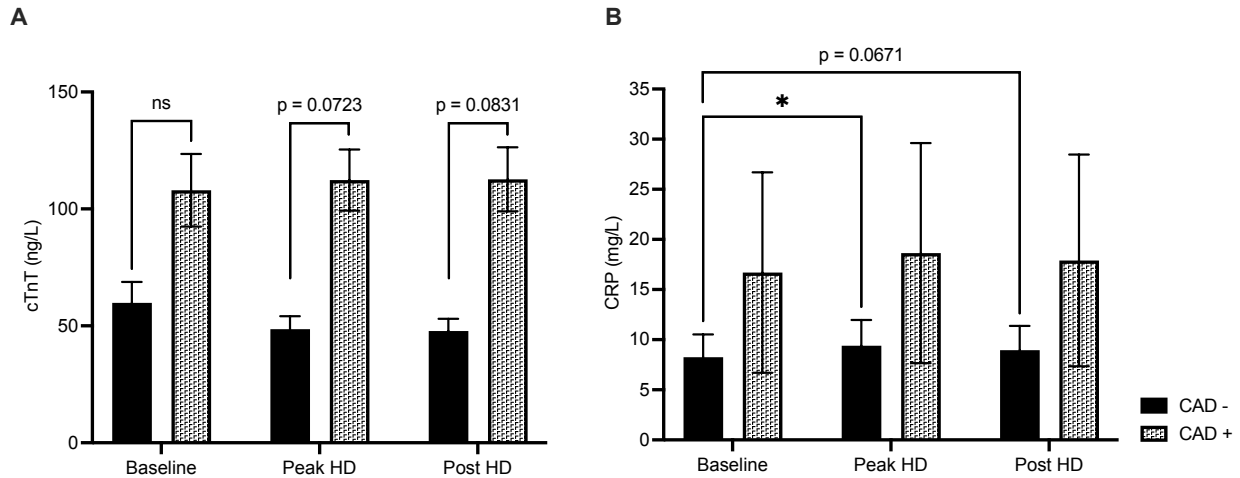 A
B
ns
p = 0.0723
p = 0.0831
150
100
50
0
cTnT (ng/L)
Baseline
Peak HD
Post HD
p = 0.0671
*
35
30
25
20
15
10
5
0
CRP (mg/L)
Baseline
Peak HD
Post HD
CAD -
CAD +